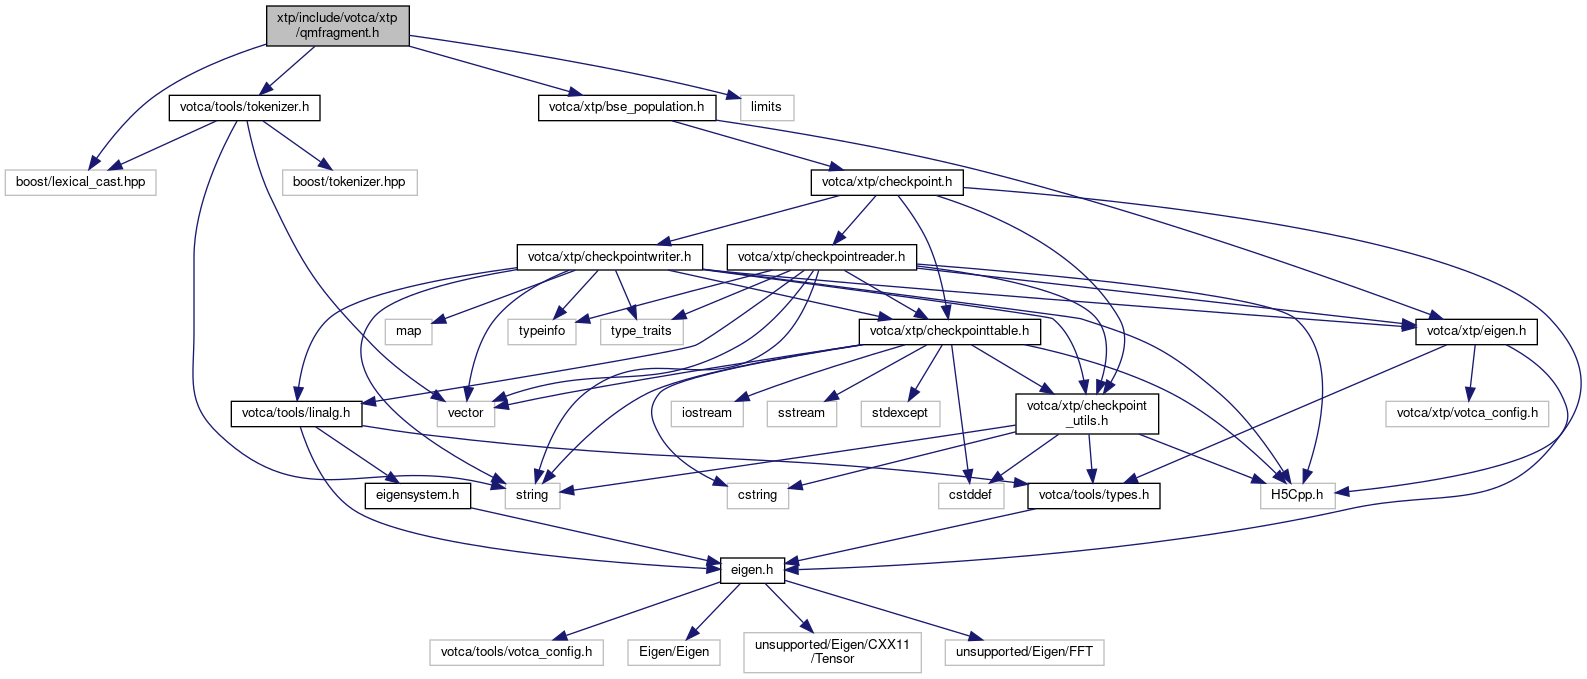 xtp/include/votca/xtp
/qmfragment.h
votca/tools/tokenizer.h
votca/xtp/bse_population.h
limits
boost/lexical_cast.hpp
boost/tokenizer.hpp
votca/xtp/checkpoint.h
votca/xtp/checkpointwriter.h
votca/xtp/checkpointreader.h
map
typeinfo
type_traits
votca/xtp/checkpointtable.h
votca/xtp/eigen.h
votca/tools/linalg.h
vector
iostream
sstream
stdexcept
votca/xtp/checkpoint
_utils.h
votca/xtp/votca_config.h
eigensystem.h
string
cstring
cstddef
votca/tools/types.h
H5Cpp.h
eigen.h
votca/tools/votca_config.h
Eigen/Eigen
unsupported/Eigen/CXX11
/Tensor
unsupported/Eigen/FFT